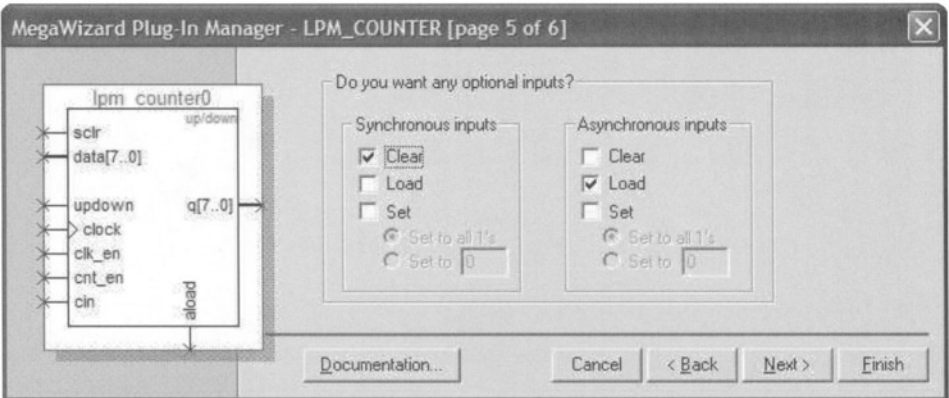 MegaWizard Plug-In Manager - LPM_COUNTER [page 5 of 6]
lpm_counter0
up/down
sclr
data[7..0]
updown
q[7..0]
clock
clk_en
cnt_en
cin
aload
Do you want any optional inputs?
Synchronous inputs
Clear
Load
Set
Set to all 1's
Set to 0
Asynchronous inputs
Clear
Load
Set
Set to all 1's
Set to 0
Documentation...
Cancel
< Back
Next >
Finish